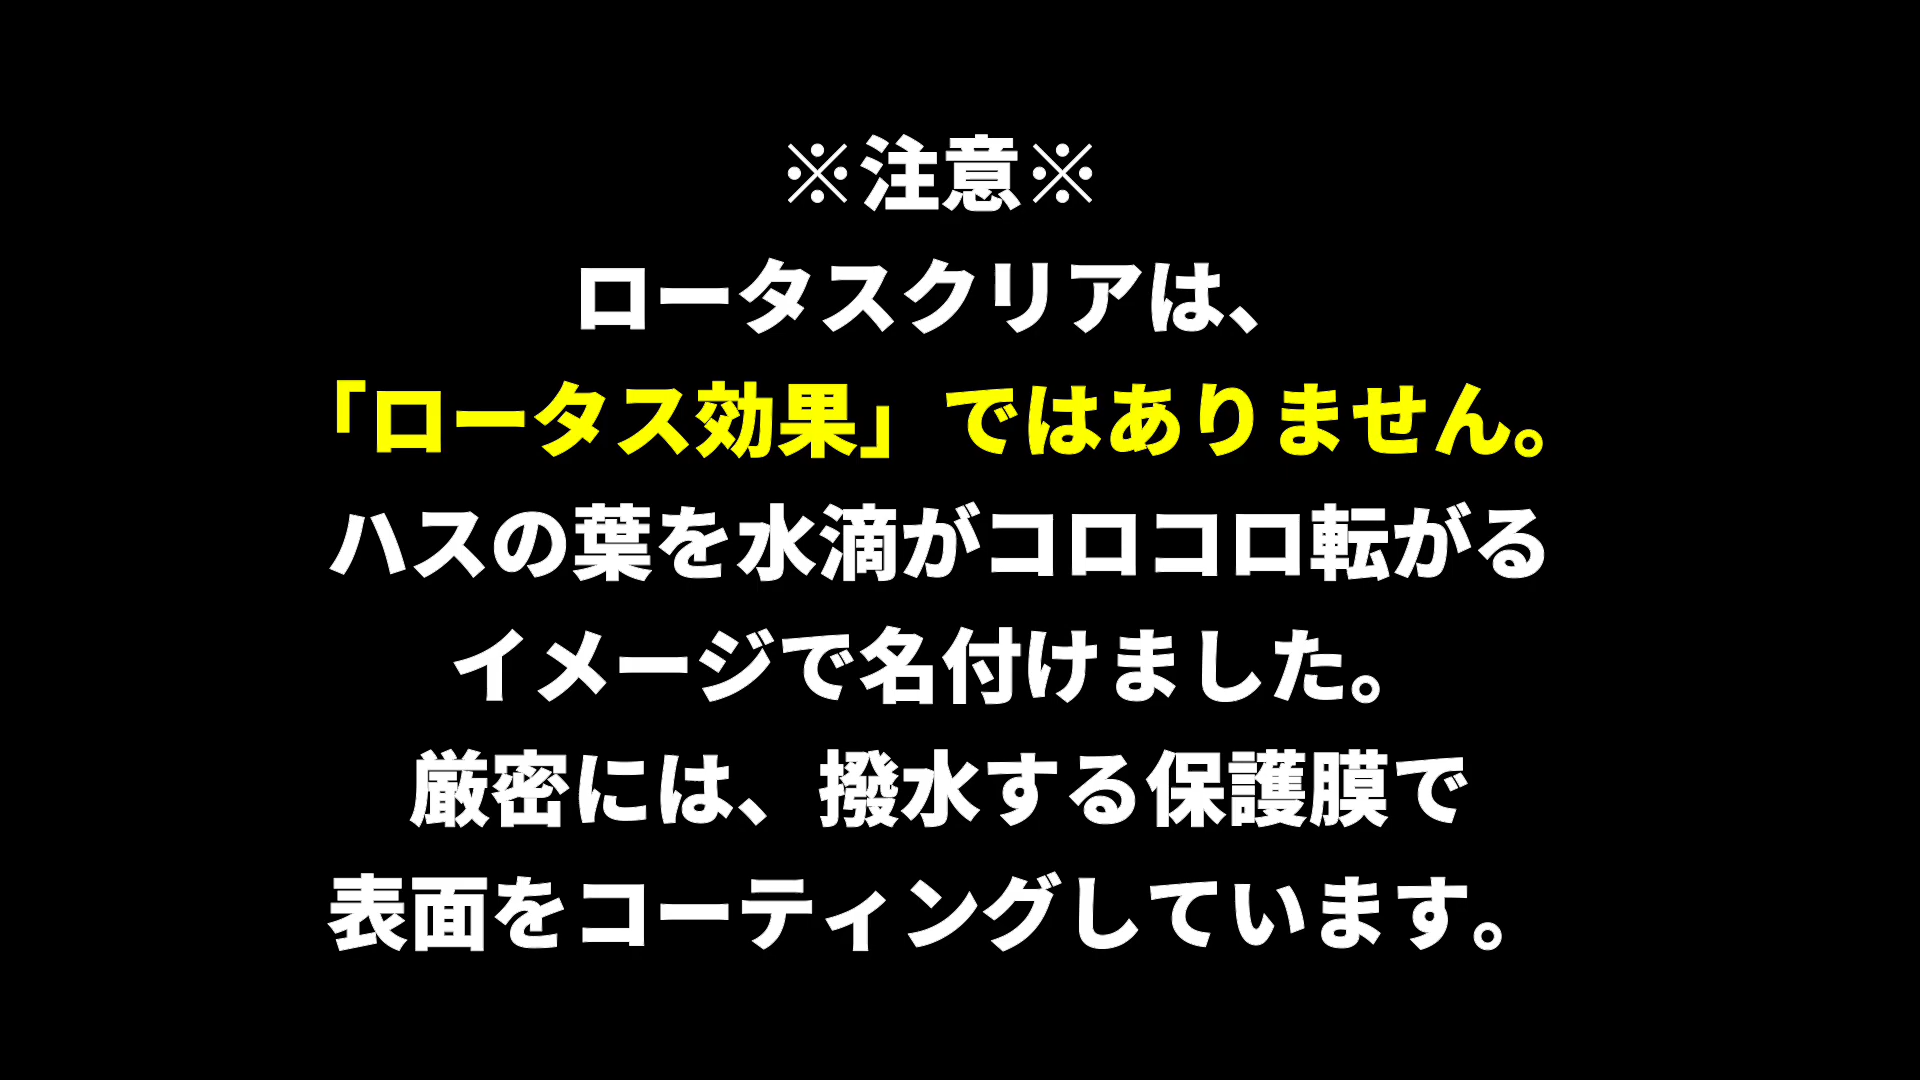 ※注意※
ロータスクリアは、
「ロータス効果」ではありません。
ハスの葉を水滴がコロコロ転がる
イメージで名付けました。
厳密には、撥水する保護膜で
表面をコーティングしています。